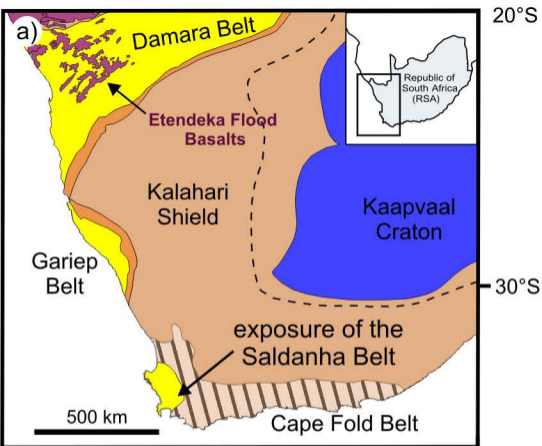 a)
20°S
Damara Belt
Republic of
South Africa
(RSA)
Etendeka Flood
Basalts
Kalahari
Shield
Kaapvaal
Craton
Gariep
Belt
30°S
exposure of the
Saldanha Belt
500 km
Cape Fold Belt